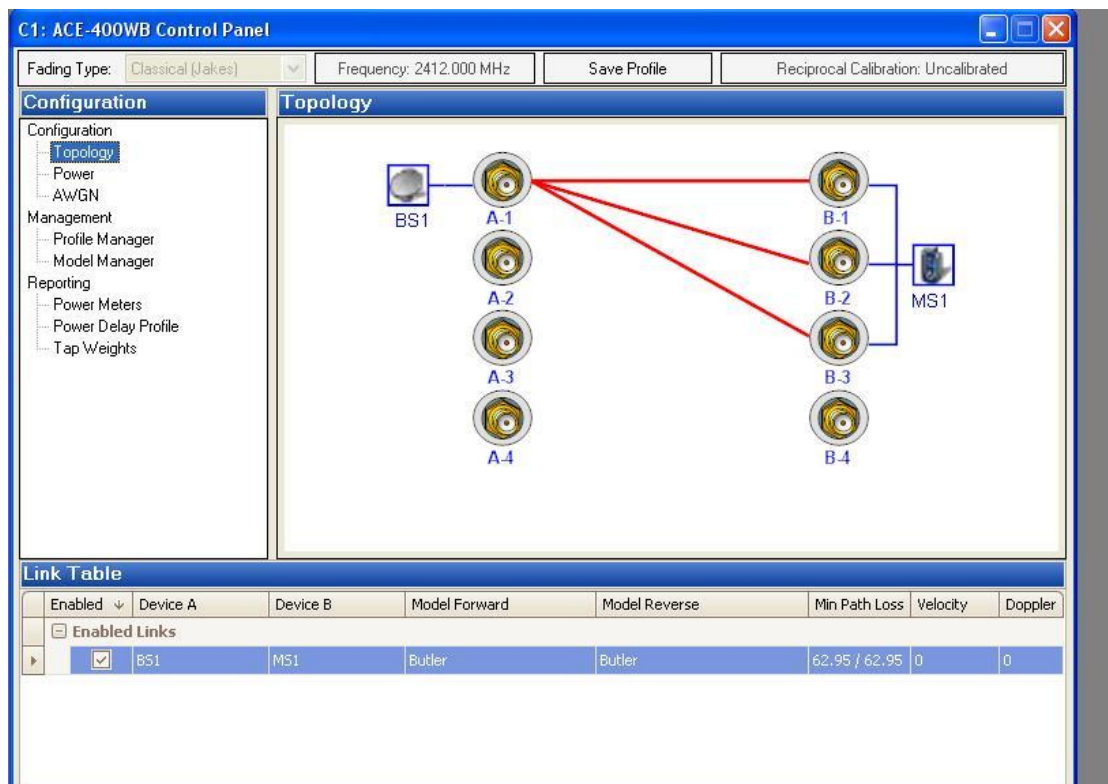 C1: ACE-400WB Control Panel
Fading Type: Classical (Jakes) Frequency: 2412.000 MHz Save Profile Reciprocal Calibration: Uncalibrated
Configuration
Configuration
Topology
Power
AWGN
Management
Profile Manager
Model Manager
Reporting
Power Meters
Power Delay Profile
Tap Weights
Topology
BS1 A-1 B-1
A-2 B-2 MS1
A-3 B-3
A-4 B-4
Link Table
Enabled Device A Device B Model Forward Model Reverse Min Path Loss Velocity Doppler
Enabled Links
BS1 MS1 Butler Butler 62.95 / 62.95 0 0